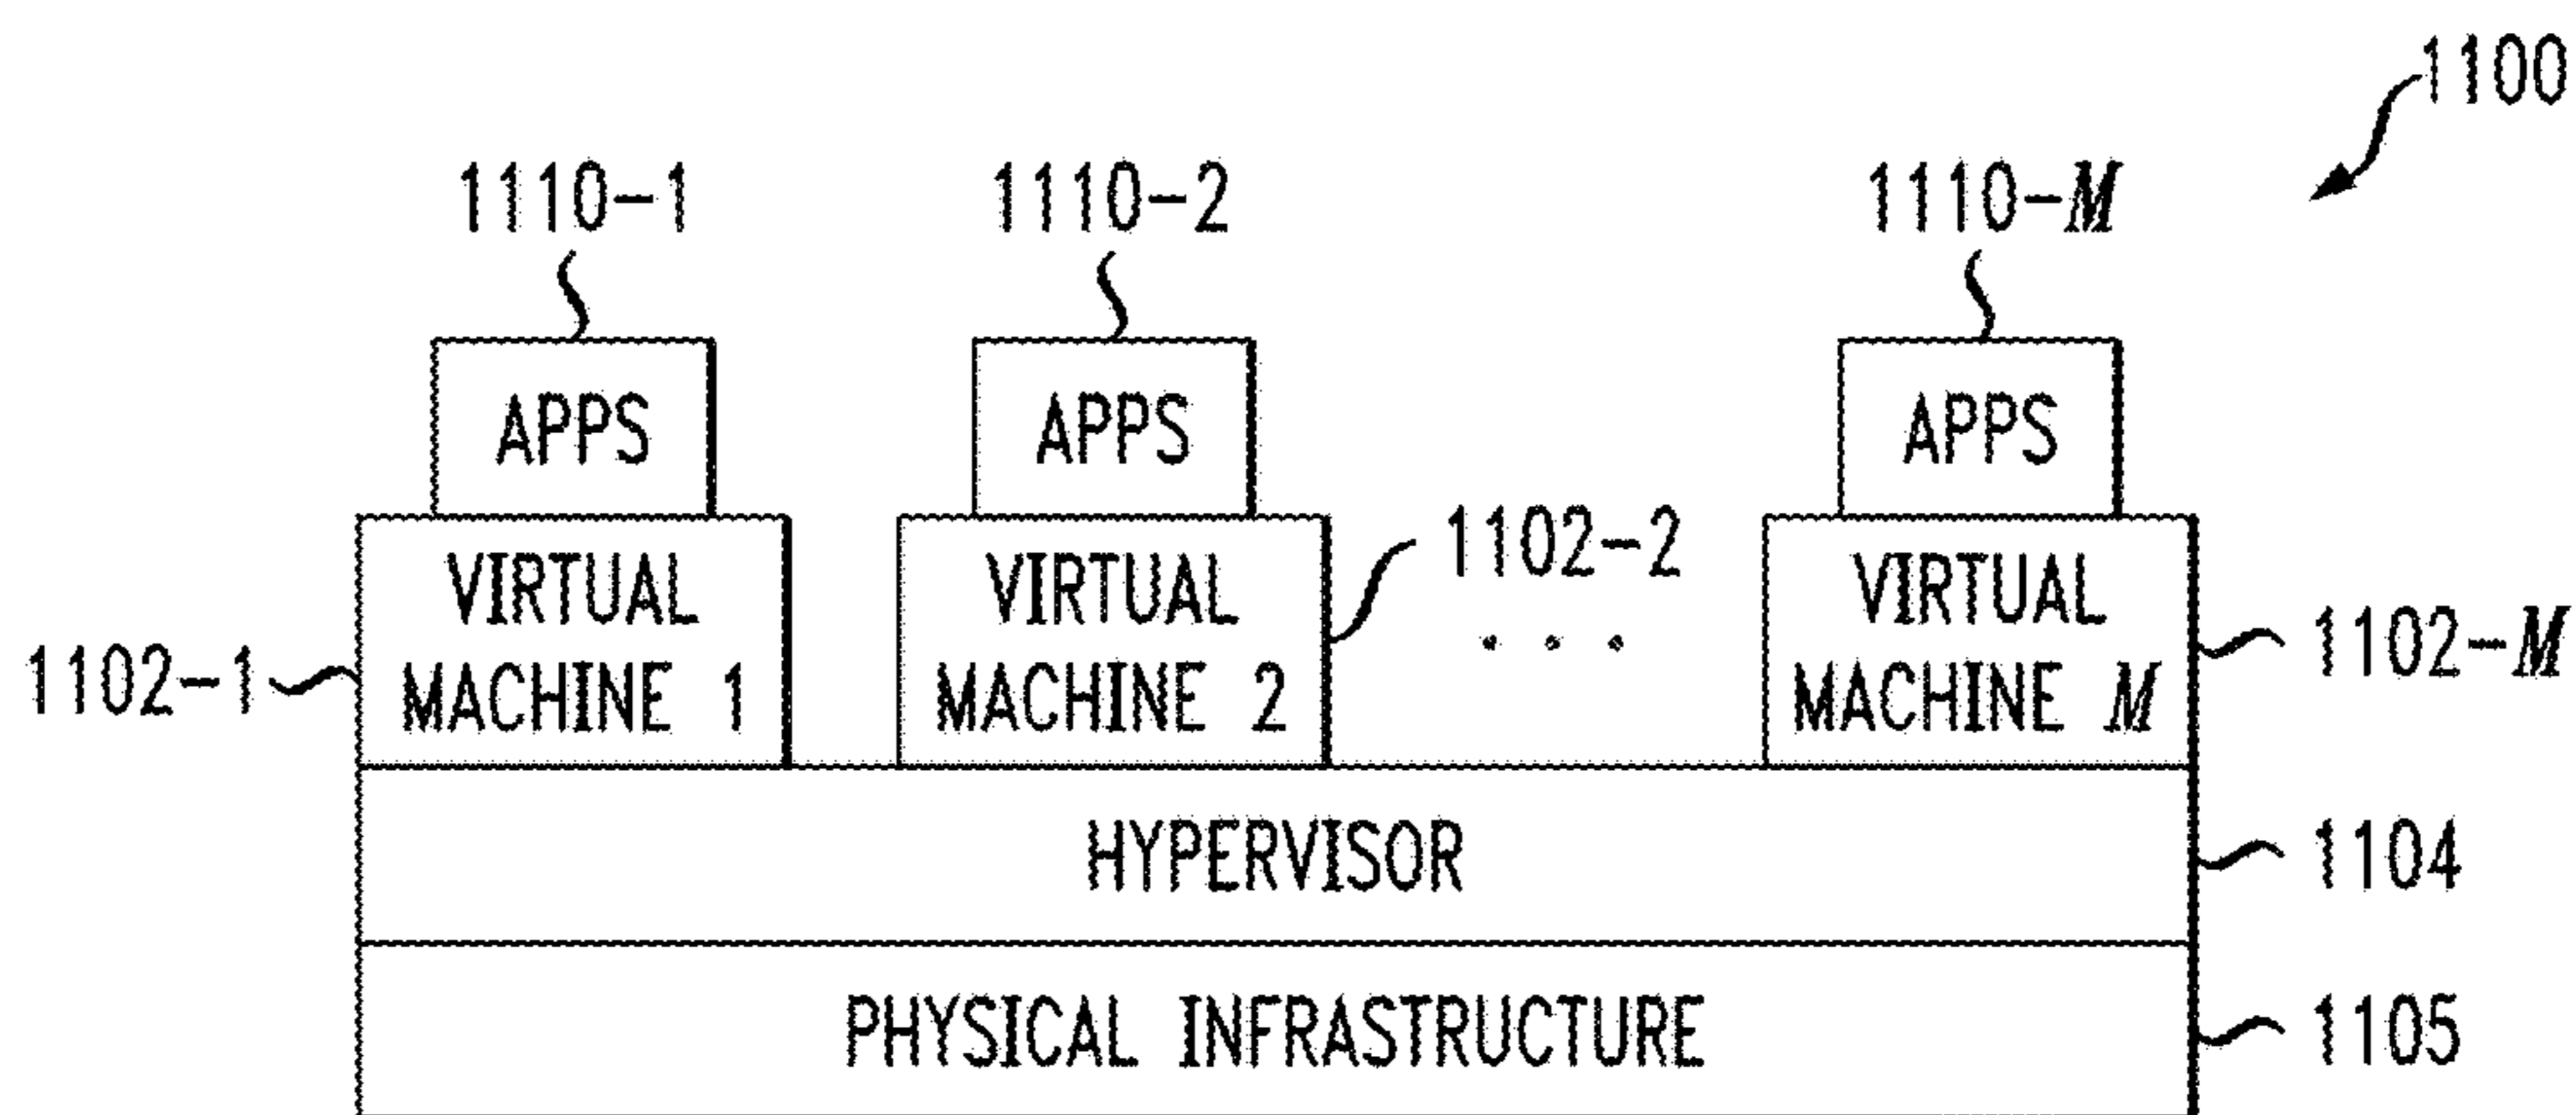 1100
1110-1
1110-2
1110-M
APPS
APPS
APPS
1102-1
VIRTUAL
MACHINE 1
VIRTUAL
MACHINE 2
1102-2
. . .
VIRTUAL
MACHINE M
1102-M
HYPERVISOR
1104
PHYSICAL INFRASTRUCTURE
1105